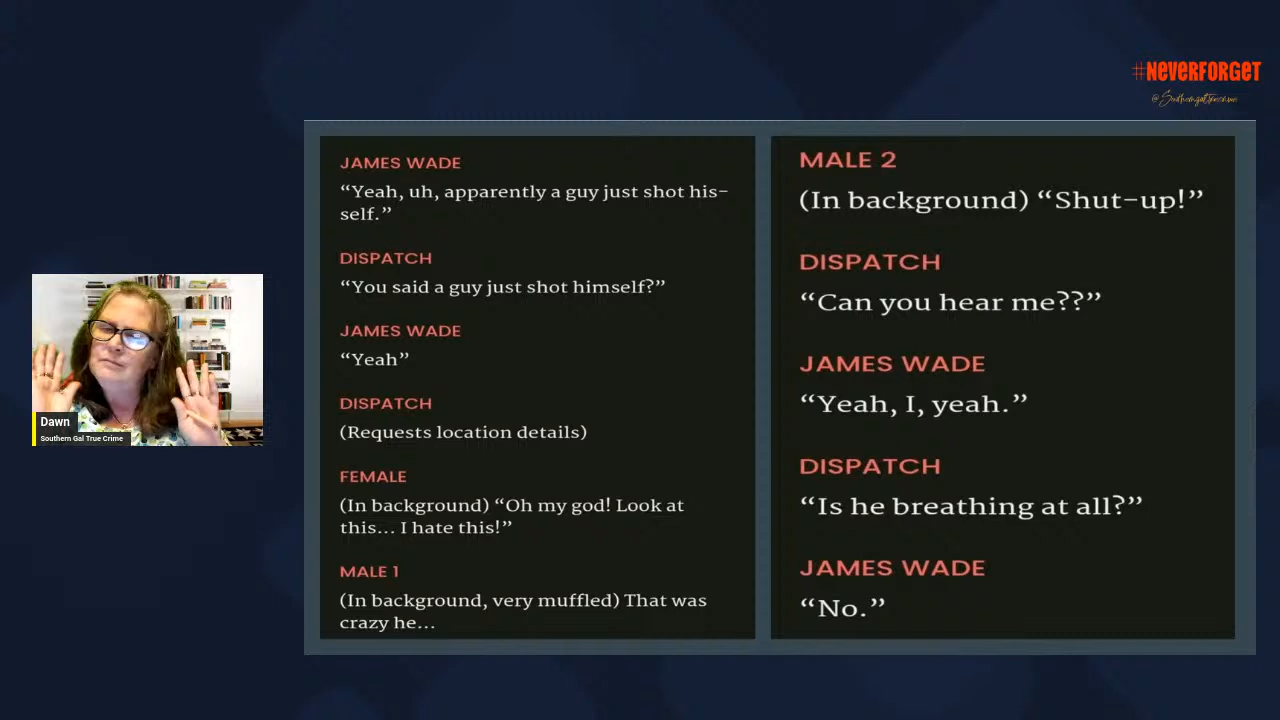 #NEVERFORGET
@Southerngaltruecrime
JAMES WADE
“Yeah, uh, apparently a guy just shot his-
self.”
DISPATCH
“You said a guy just shot himself?”
JAMES WADE
“Yeah”
DISPATCH
(Requests location details)
FEMALE
(In background) “Oh my god! Look at
this... I hate this!”
MALE 1
(In background, very muffled) That was
crazy he...
MALE 2
(In background) “Shut-up!”
DISPATCH
“Can you hear me??”
JAMES WADE
“Yeah, I, yeah.”
DISPATCH
“Is he breathing at all?”
JAMES WADE
“No.”
Dawn
Southern Gal True Crime